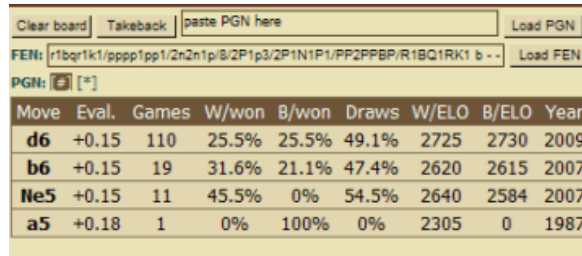 Clear board Takeback paste PGN here Load PGN
FEN: r1bqr1k1/pppp1pp1/2n2n1p/8/2P1p3/2P1N1P1/PP2PPBP/R1BQ1RK1 b - - Load FEN
PGN: # [*]
Move Eval. Games W/won B/won Draws W/ELO B/ELO Year
d6 +0.15 110 25.5% 25.5% 49.1% 2725 2730 2009
b6 +0.15 19 31.6% 21.1% 47.4% 2620 2615 2007
Ne5 +0.15 11 45.5% 0% 54.5% 2640 2584 2007
a5 +0.18 1 0% 100% 0% 2305 0 1987